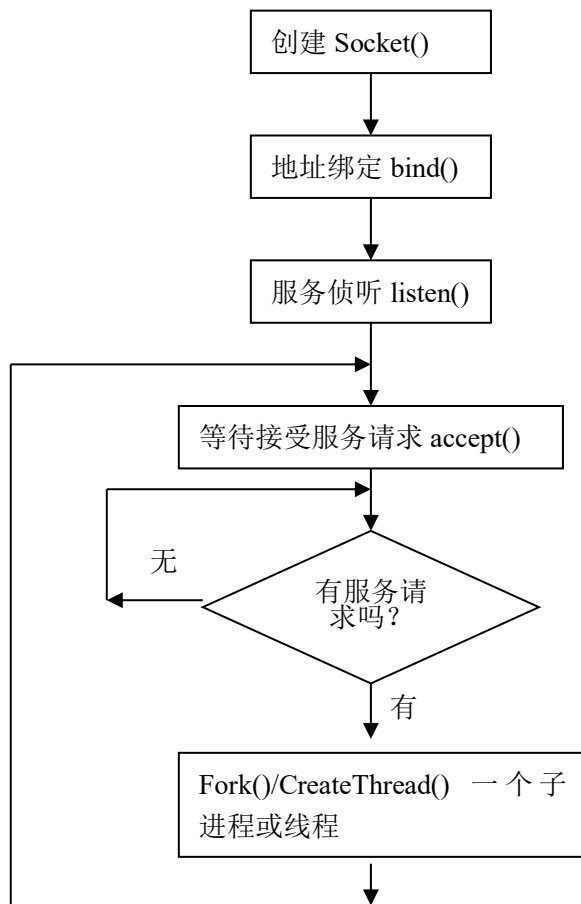 创建 Socket()
地址绑定 bind()
服务侦听 listen()
等待接受服务请求 accept()
无
有服务请
求吗?
有
Fork()/CreateThread() 一 个 子
进程或线程